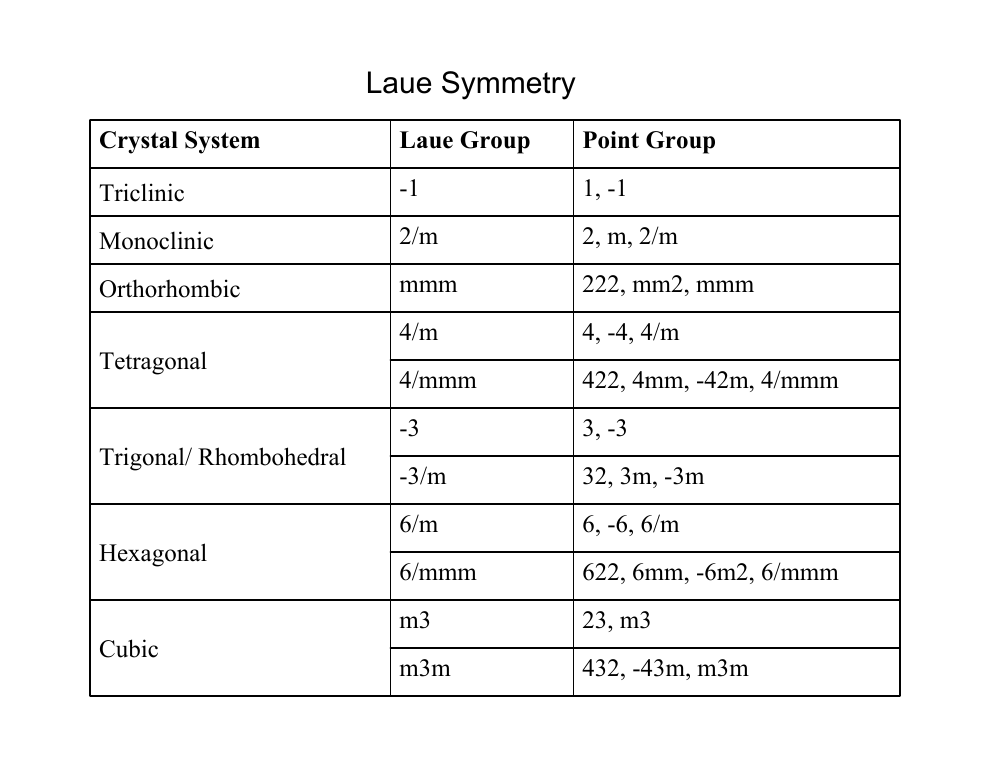 Laue Symmetry
Crystal System Laue Group Point Group
Triclinic -1 1, -1
Monoclinic 2/m 2, m, 2/m
Orthorhombic mmm 222, mm2, mmm
Tetragonal 4/m 4, -4, 4/m
4/mmm 422, 4mm, -42m, 4/mmm
Trigonal/ Rhombohedral -3 3, -3
-3/m 32, 3m, -3m
Hexagonal 6/m 6, -6, 6/m
6/mmm 622, 6mm, -6m2, 6/mmm
Cubic m3 23, m3
m3m 432, -43m, m3m